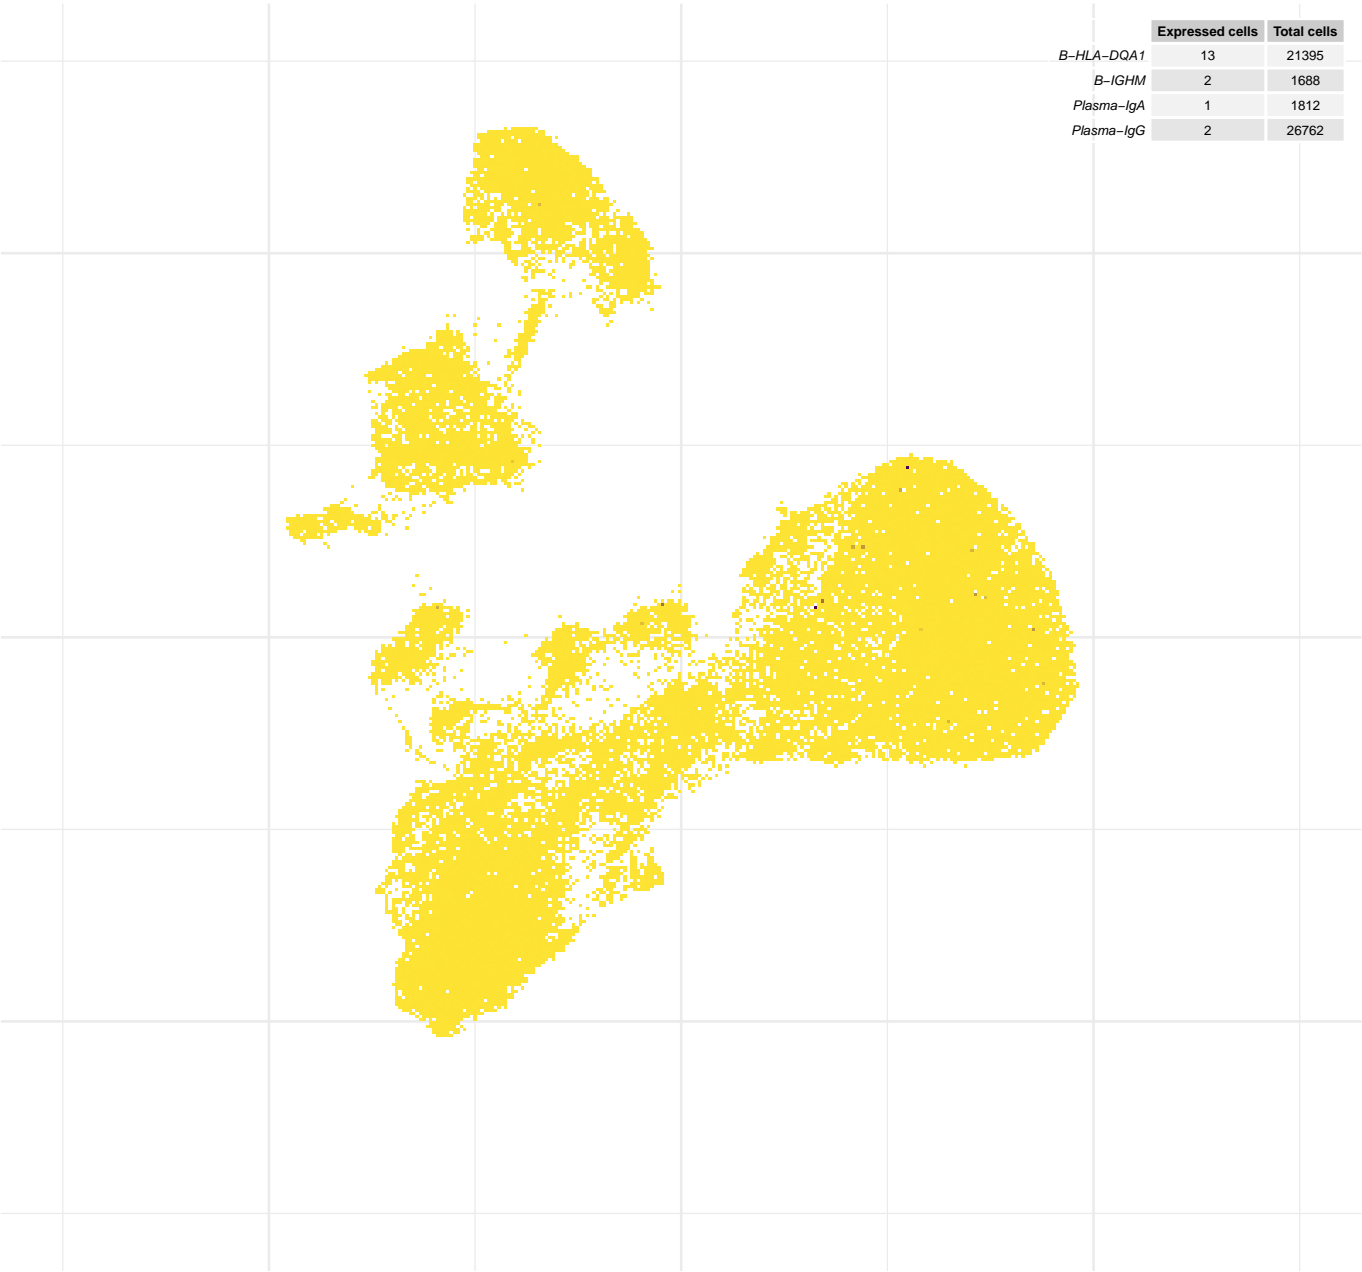 Expressed cells Total cells
B−HLA−DQA1 13 21395
B−IGHM 2 1688
Plasma−IgA 1 1812
Plasma−IgG 2 26762